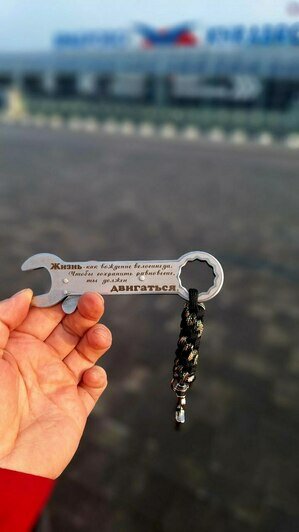 Жизнь - как вождение велосипеда.
Чтобы сохранить равновесие,
ты должен
двигаться